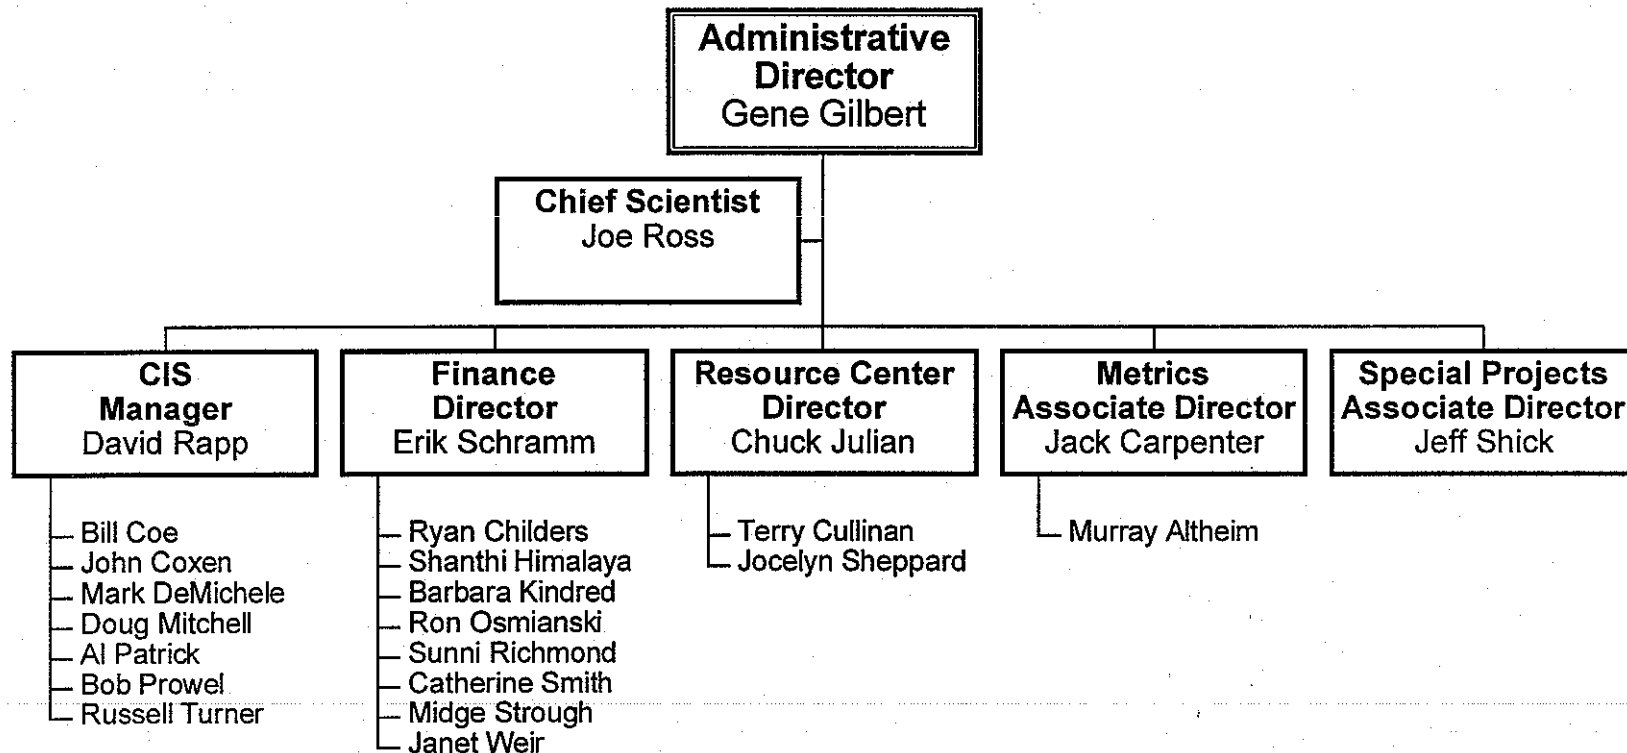 Administrative
Director
Gene Gilbert
Chief Scientist
Joe Ross
CIS
Manager
David Rapp
Finance
Director
Erik Schramm
Resource Center
Director
Chuck Julian
Metrics
Associate Director
Jack Carpenter
Special Projects
Associate Director
Jeff Shick
Bill Coe
John Coxen
Mark DeMichele
Doug Mitchell
Al Patrick
Bob Prowel
Russell Turner
Ryan Childers
Shanthi Himalaya
Barbara Kindred
Ron Osmianski
Sunni Richmond
Catherine Smith
Midge Strough
Janet Weir
Terry Cullinan
Jocelyn Sheppard
Murray Altheim